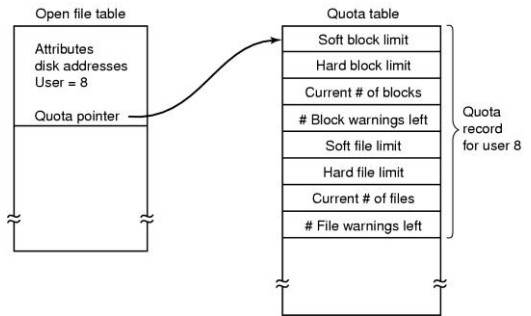 Open file table
Attributes
disk addresses
User = 8
Quota pointer
Quota table
Soft block limit
Hard block limit
Current # of blocks
# Block warnings left
Soft file limit
Hard file limit
Current # of files
# File warnings left
Quota
record
for user 8